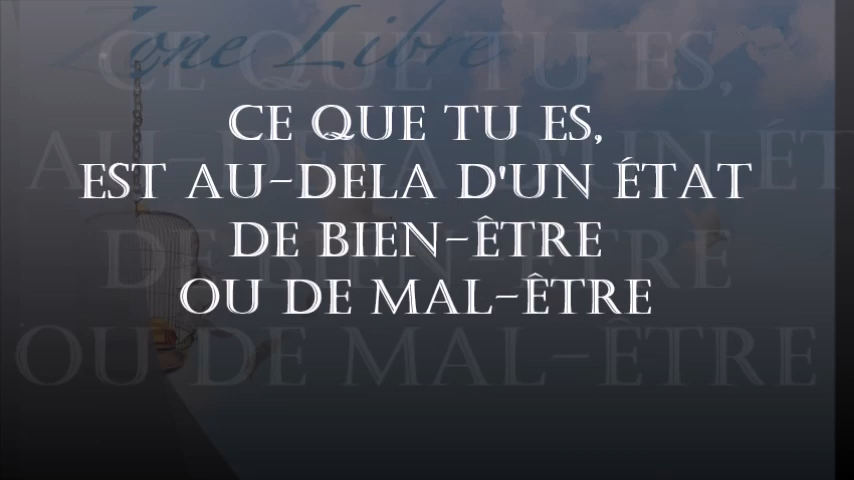 Zone Libre
CE QUE TU ES,
EST AU-DELA D'UN ÉTAT
DE BIEN-ÊTRE
OU DE MAL-ÊTRE